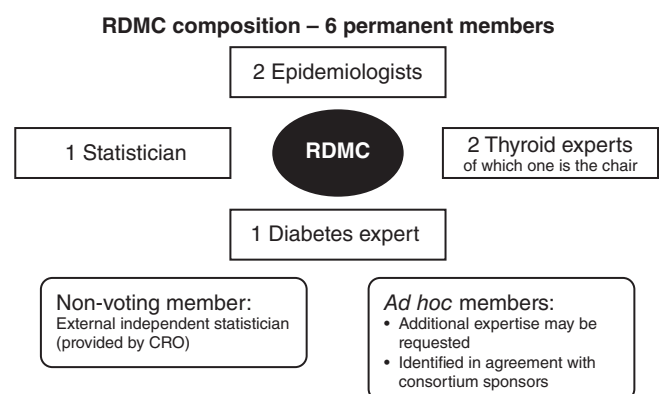 RDMC composition – 6 permanent members
2 Epidemiologists
1 Statistician
RDMC
2 Thyroid experts
of which one is the chair
1 Diabetes expert
Non-voting member:
External independent statistician
(provided by CRO)
Ad hoc members:
• Additional expertise may be
requested
• Identified in agreement with
consortium sponsors